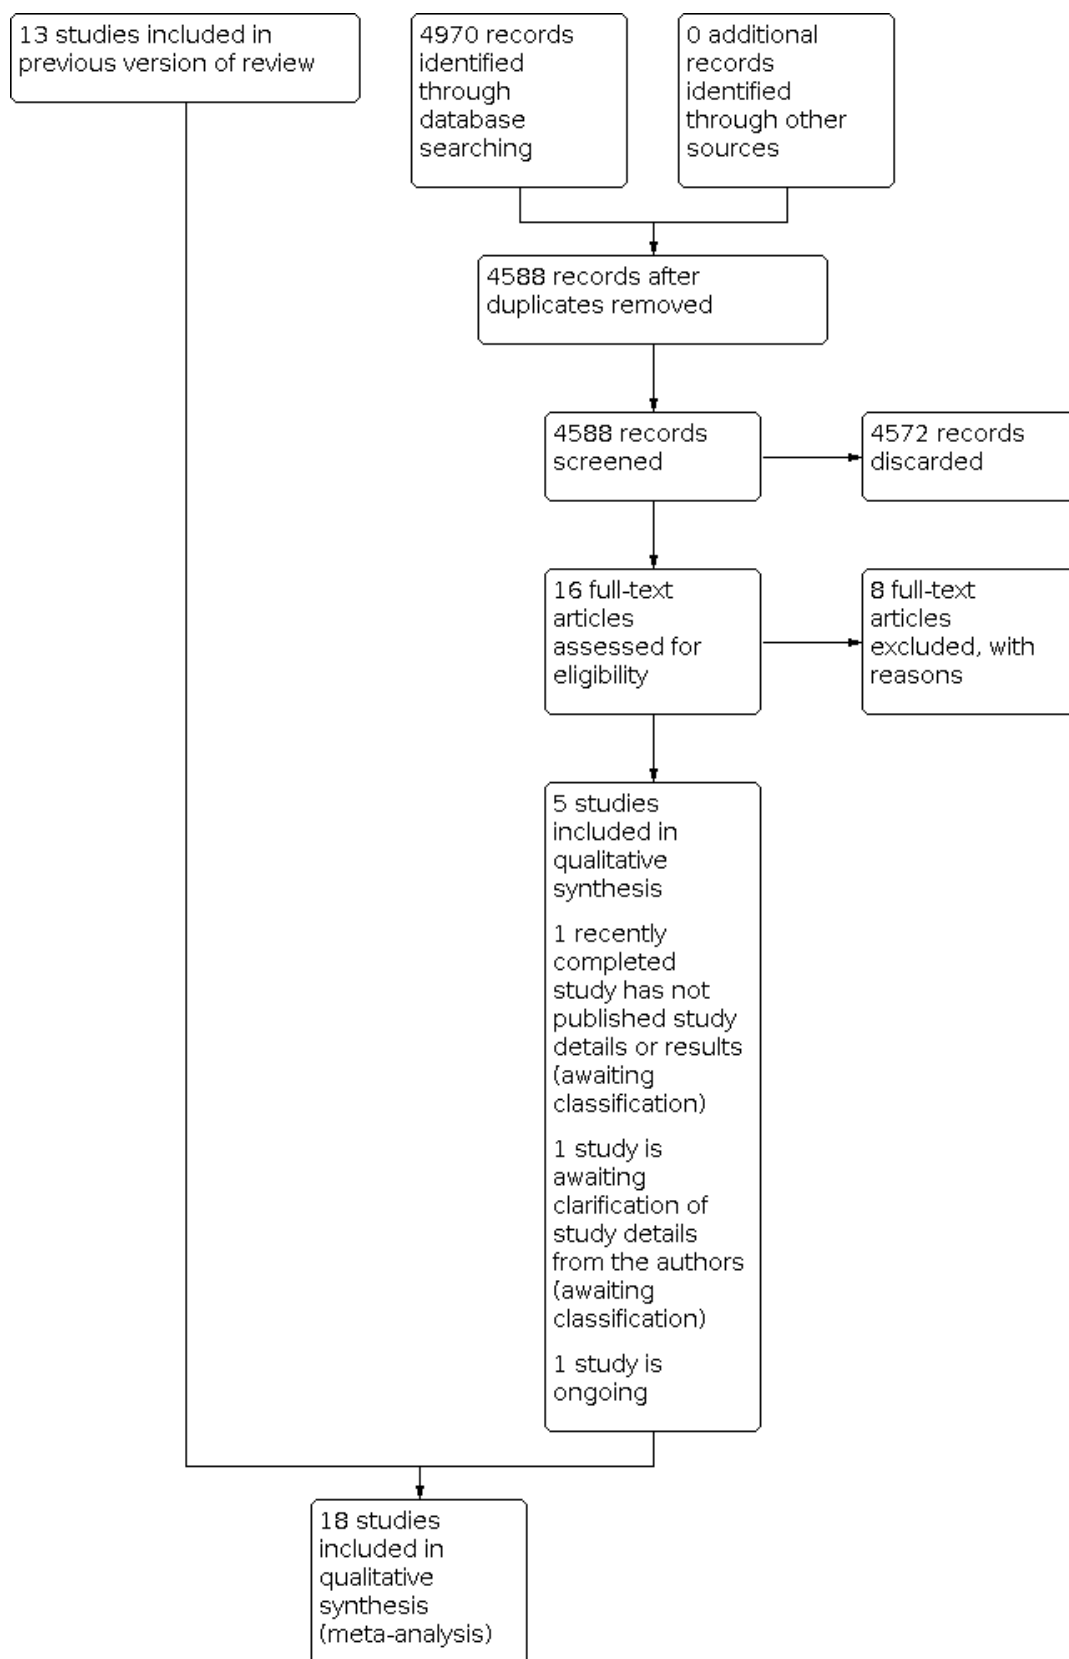 13 studies included in
previous version of review
4970 records
identified
through
database
searching
0 additional
records
identified
through other
sources
4588 records after
duplicates removed
4588 records
screened
4572 records
discarded
16 full-text
articles
assessed for
eligibility
8 full-text
articles
excluded, with
reasons
5 studies
included in
qualitative
synthesis
1 recently
completed
study has not
published study
details or results
(awaiting
classification)
1 study is
awaiting
clarification of
study details
from the authors
(awaiting
classification)
1 study is
ongoing
18 studies
included in
qualitative
synthesis
(meta-analysis)